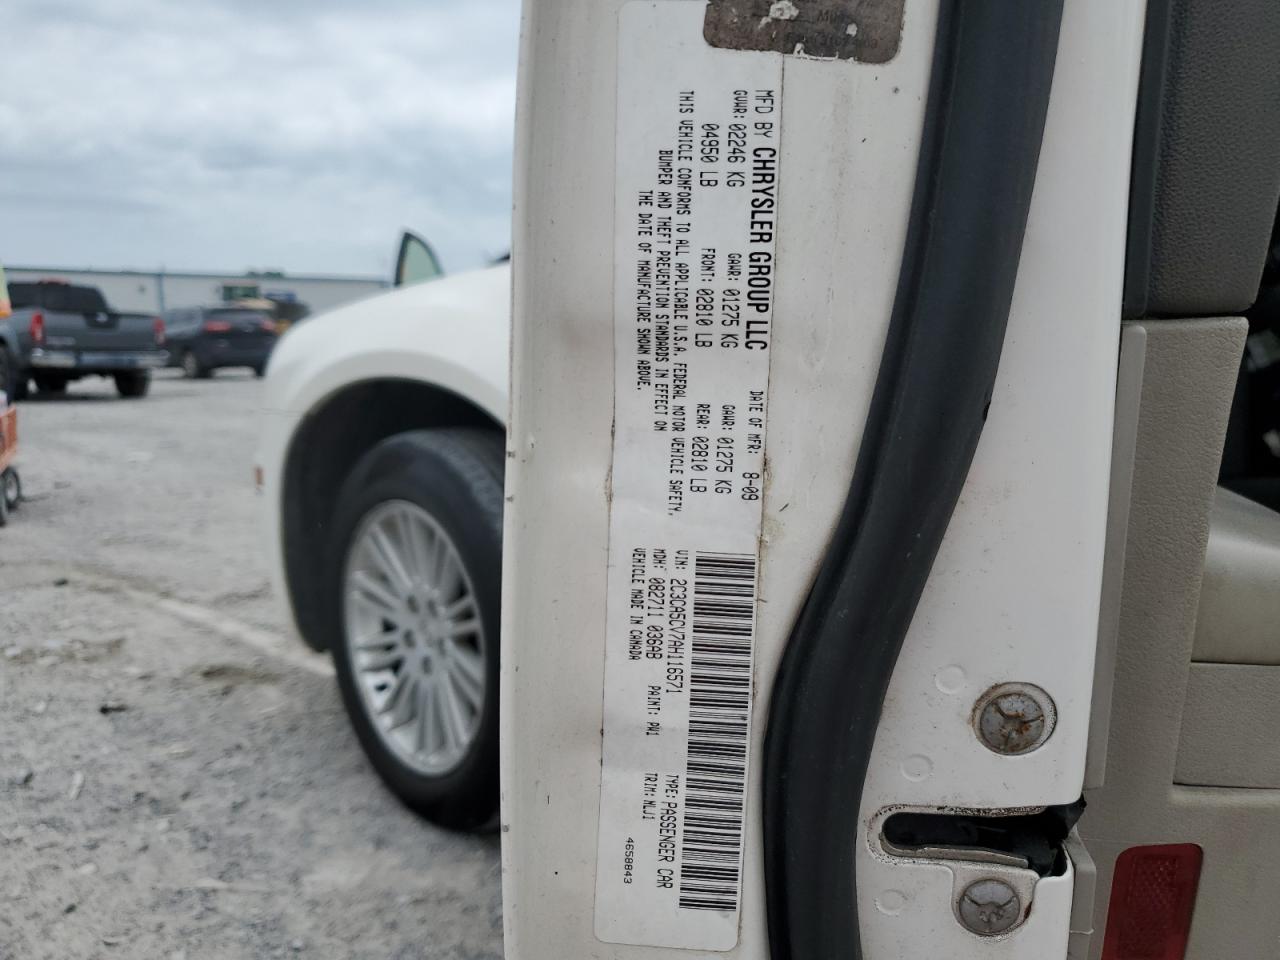 MFD BY CHRYSLER GROUP LLC DATE OF MFR: 8-09
GVWR: 02246 KG GAWR: 01275 KG GAWR: 01275 KG
04950 LB FRONT: 02810 LB REAR: 02810 LB
THIS VEHICLE CONFORMS TO ALL APPLICABLE U.S.A. FEDERAL MOTOR VEHICLE SAFETY,
BUMPER AND THEFT PREVENTION STANDARDS IN EFFECT ON
THE DATE OF MANUFACTURE SHOWN ABOVE.
VIN: 2C3CA5CV7AH116571 TYPE: PASSENGER CAR
MDH: 082711 036AB PAINT: PW1 TRIM: MLJ1
VEHICLE MADE IN CANADA
4658843